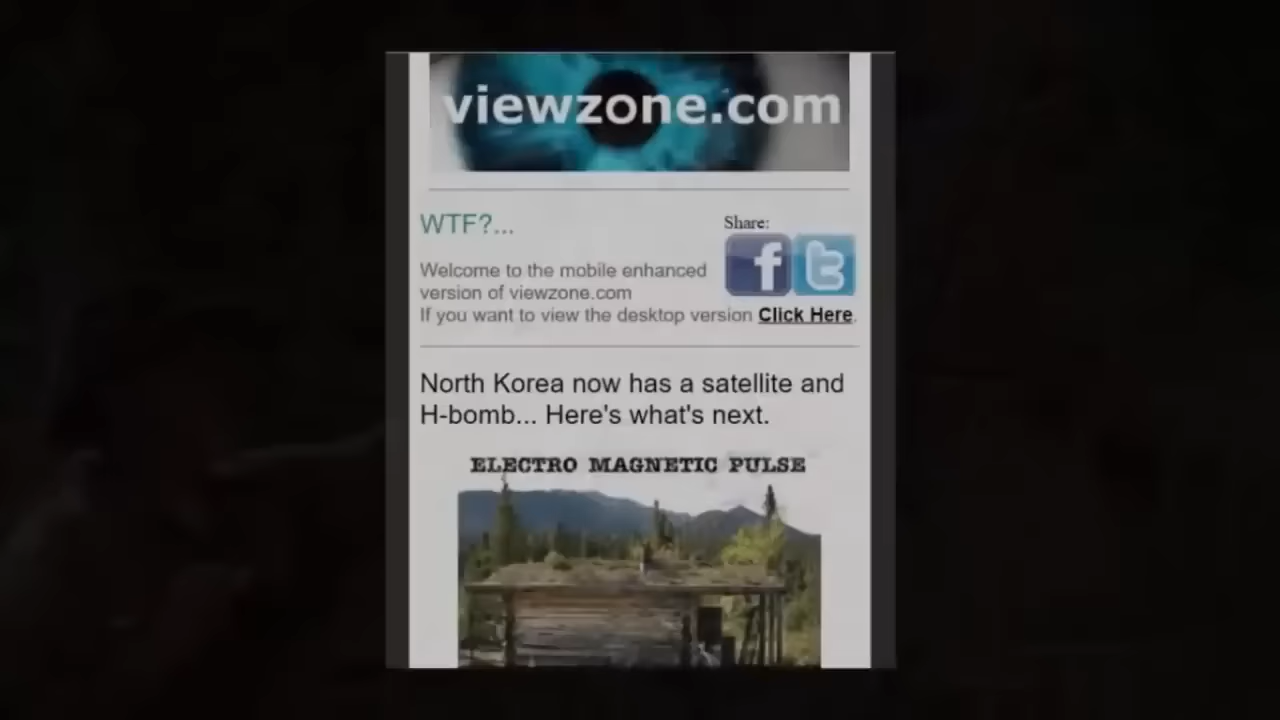 viewzone.com
WTF?...
Share:
Welcome to the mobile enhanced
version of viewzone.com
If you want to view the desktop version Click Here.
North Korea now has a satellite and
H-bomb... Here's what's next.
ELECTRO MAGNETIC PULSE